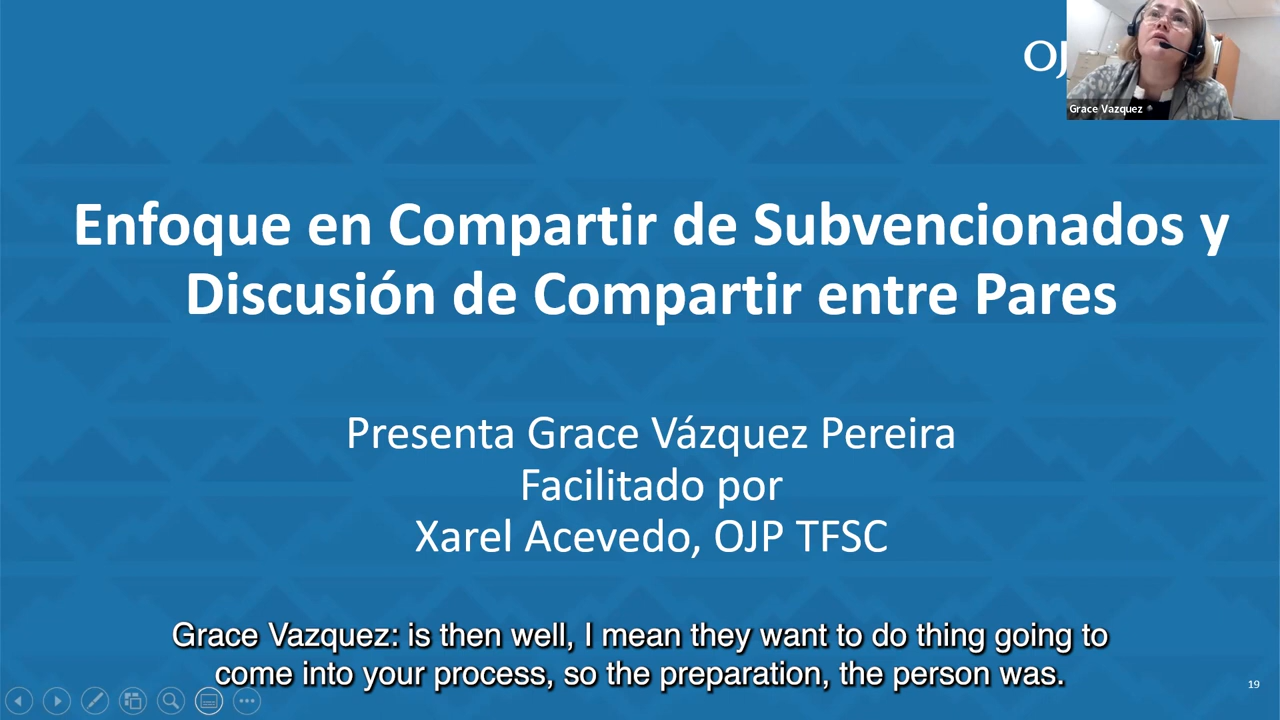 OJ
Grace Vazquez
Enfoque en Compartir de Subvencionados y
Discusión de Compartir entre Pares
Presenta Grace Vázquez Pereira
Facilitado por
Xarel Acevedo, OJP TFSC
Grace Vazquez: is then well, I mean they want to do thing going to
come into your process, so the preparation, the person was.
19